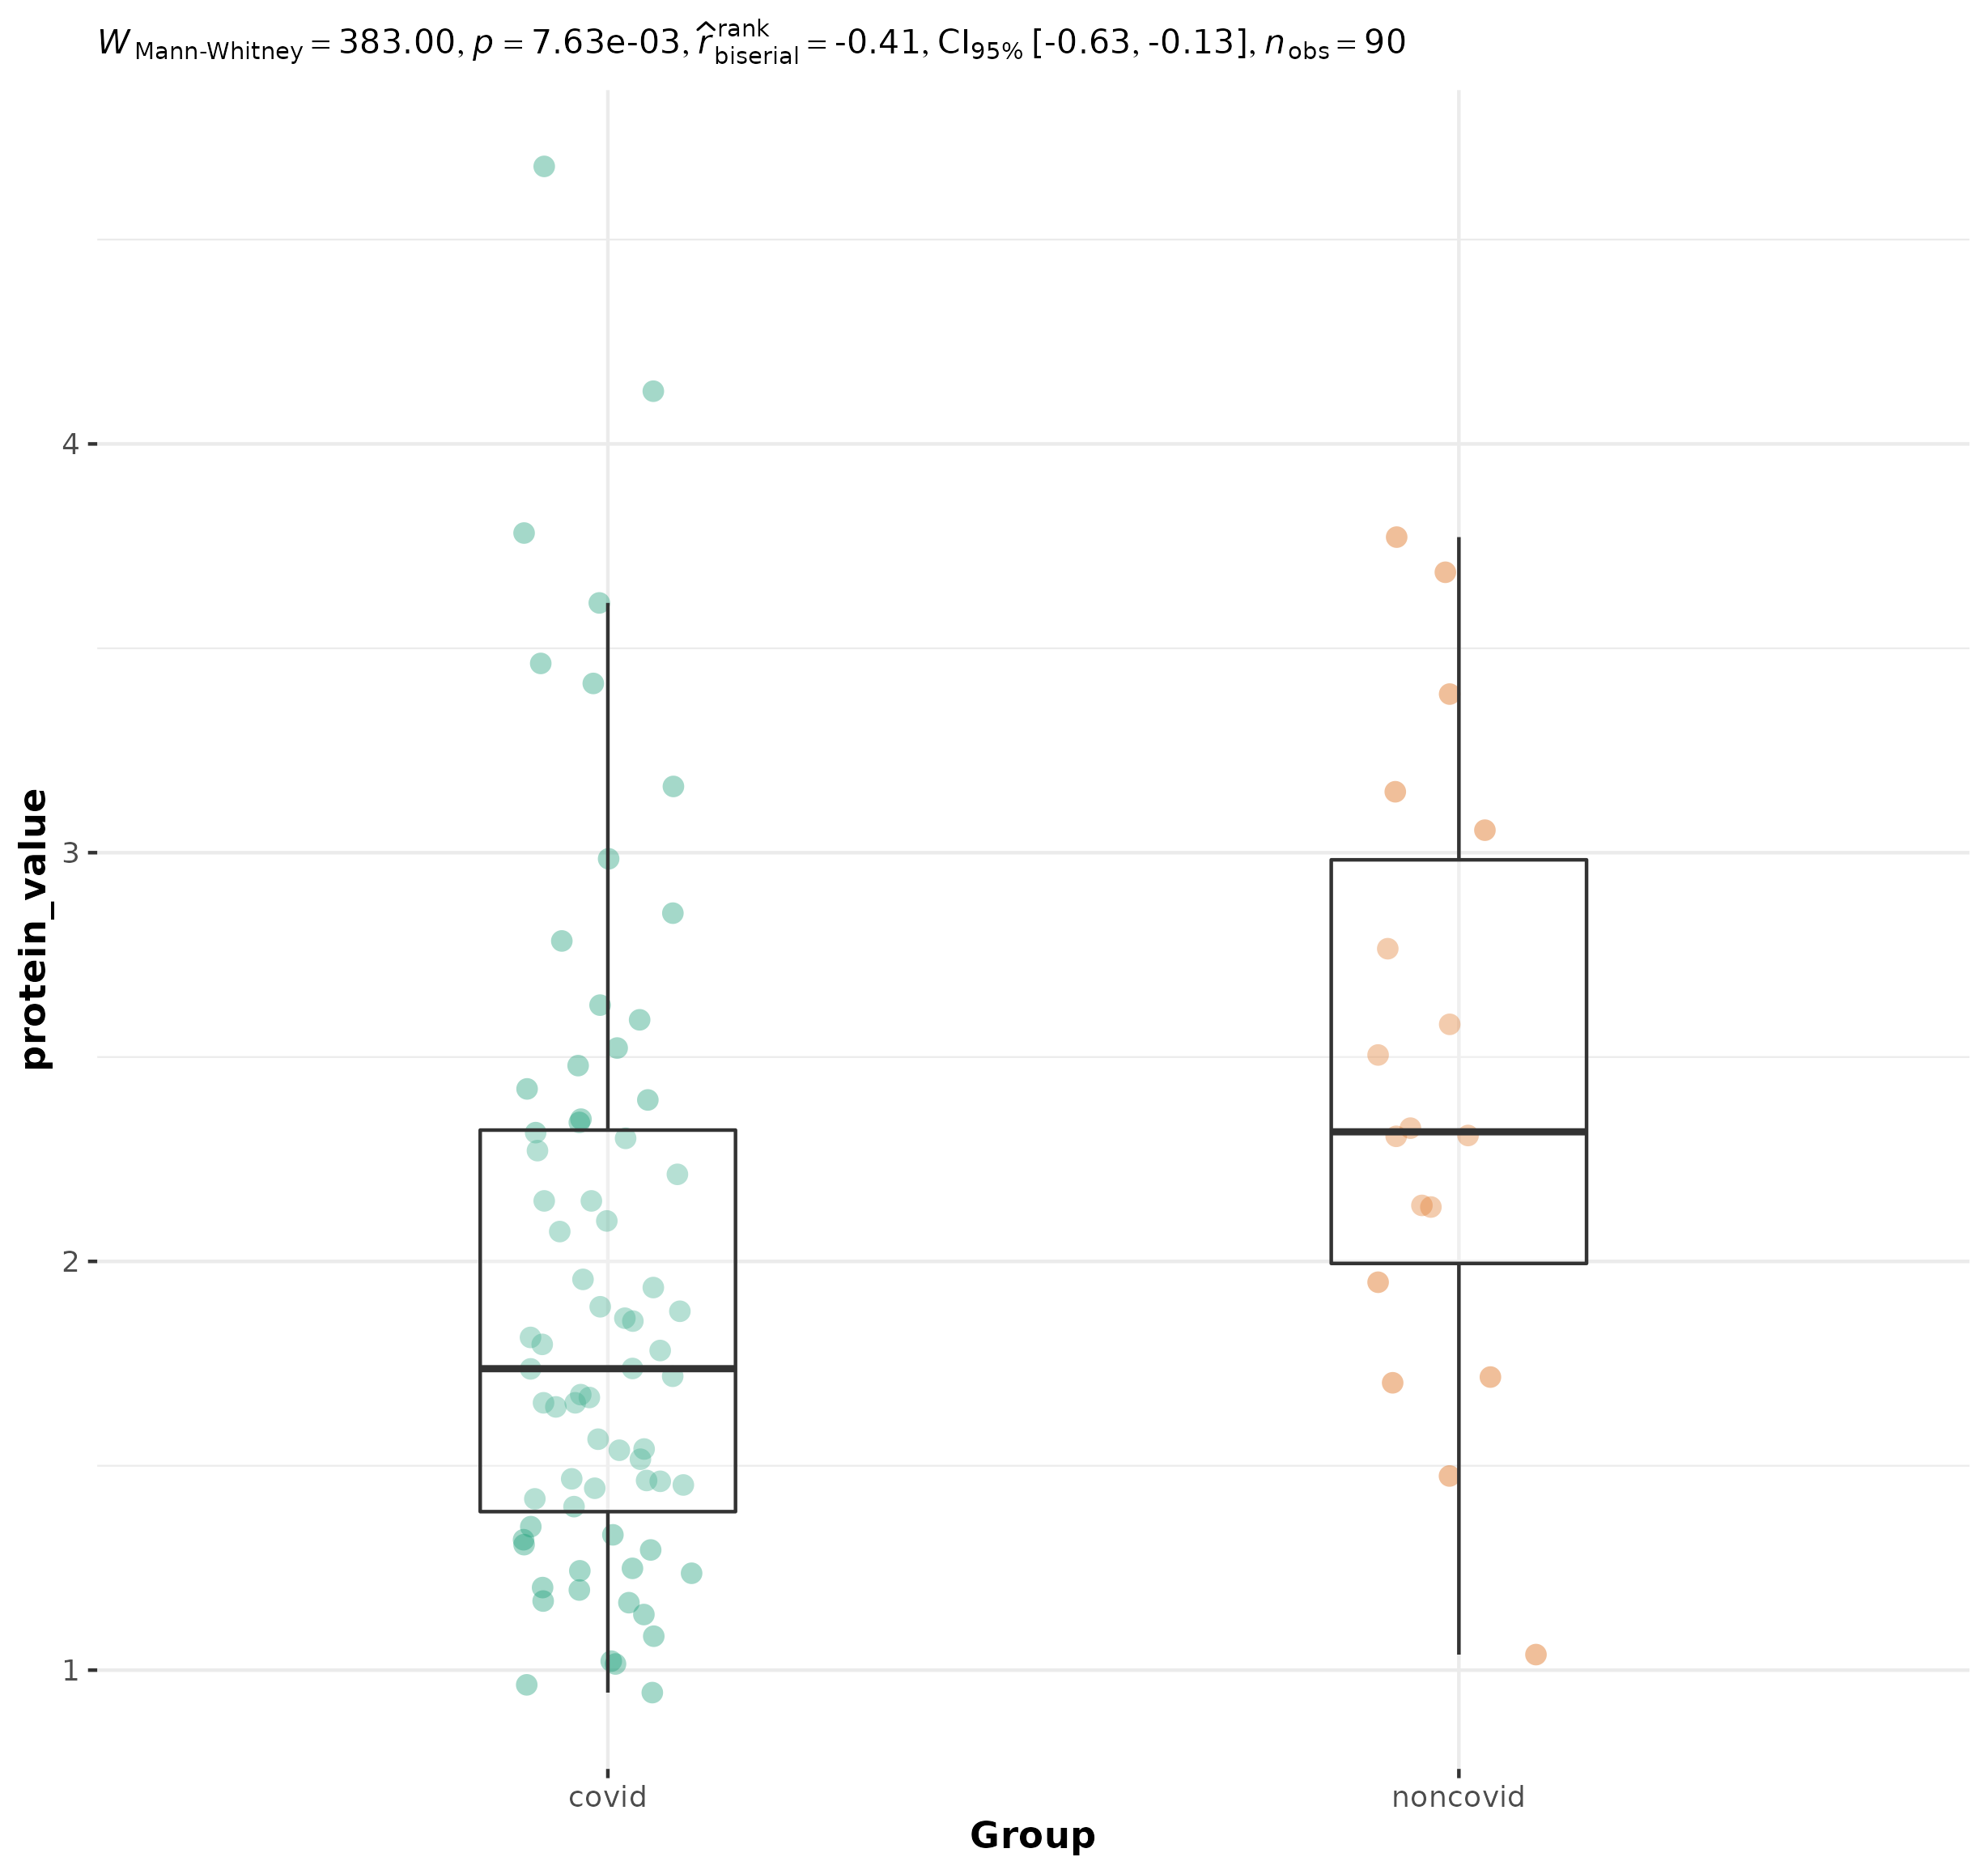 W Mann-Whitney = 383.00, p = 7.63e-03, r̂ rank biserial = -0.41, CI95% [-0.63, -0.13], n obs = 90
protein_value
4
3
2
1
covid noncovid
Group